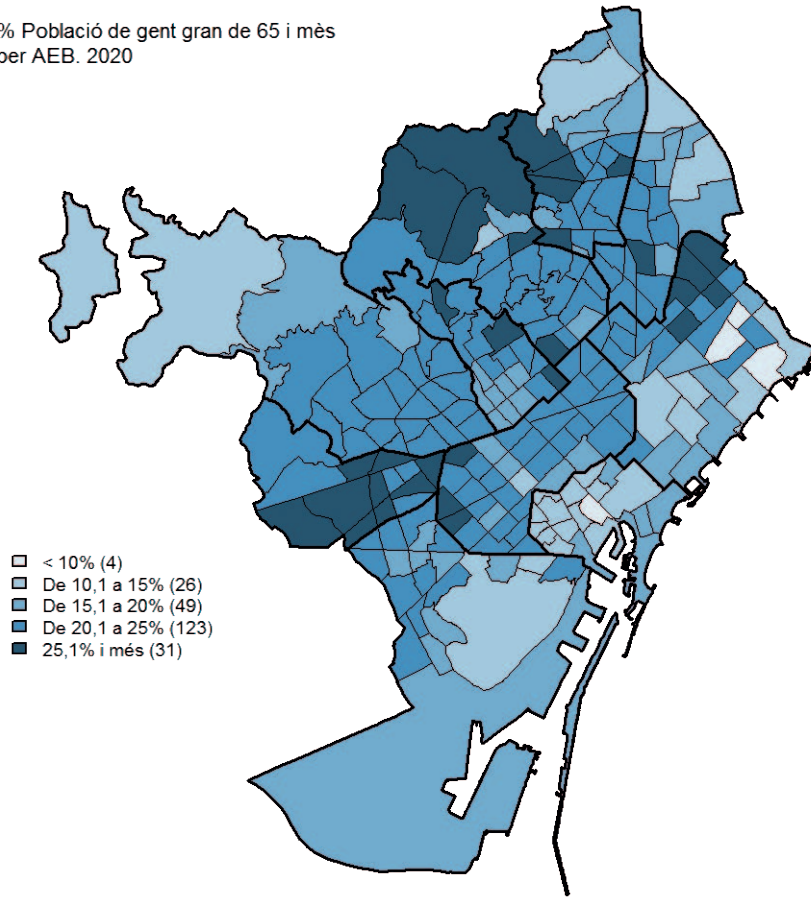 % Població de gent gran de 65 i mès
per AEB. 2020
< 10% (4)
De 10,1 a 15% (26)
De 15,1 a 20% (49)
De 20,1 a 25% (123)
25,1% i més (31)